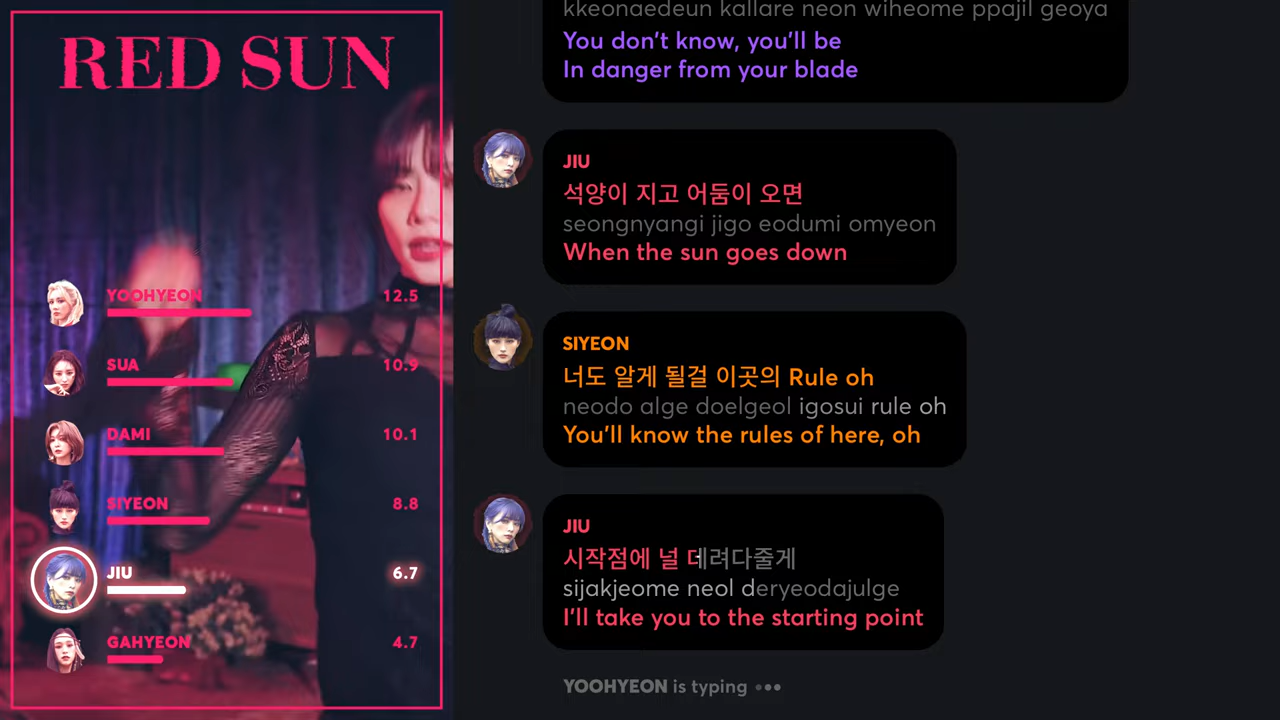 RED SUN
YOOHYEON 12.5
SUA 10.9
DAMI 10.1
SIYEON 8.8
JIU 6.7
GAHYEON 4.7
kkeonaedeun kallare neon wiheome ppajil geoya
You don't know, you'll be
In danger from your blade
JIU
석양이 지고 어둠이 오면
seongnyangi jigo eodumi omyeon
When the sun goes down
SIYEON
너도 알게 될걸 이곳의 Rule oh
neodo alge doelgeol igosui rule oh
You'll know the rules of here, oh
JIU
시작점에 널 데려다줄게
sijakjeome neol deryeodajulge
I'll take you to the starting point
YOOHYEON is typing